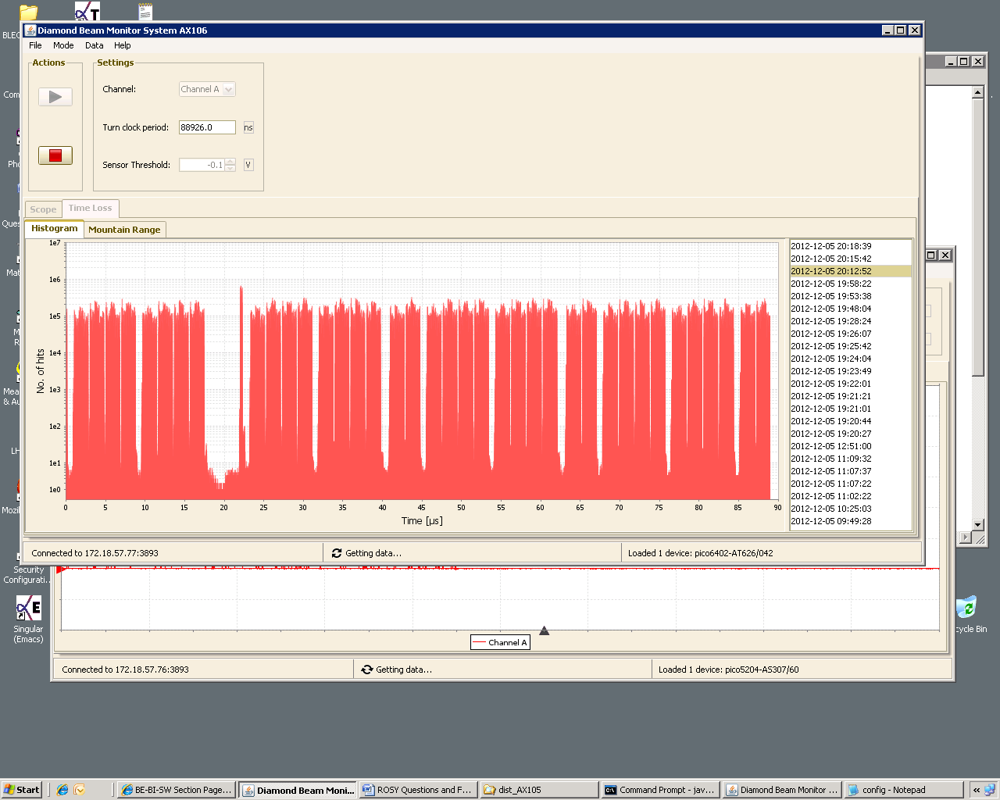 BLEC
Diamond Beam Monitor System AX106
File Mode Data Help
Actions
Settings
Channel: Channel A
Turn clock period: 88926.0 ns
Sensor Threshold: -0.1 V
Scope Time Loss
Histogram Mountain Range
1e7
1e6
1e5
1e4
1e3
1e2
1e1
1e0
No. of hits
0 5 10 15 20 25 30 35 40 45 50 55 60 65 70 75 80 85 90
Time [µs]
2012-12-05 20:18:39
2012-12-05 20:15:42
2012-12-05 20:12:52
2012-12-05 19:58:22
2012-12-05 19:53:38
2012-12-05 19:48:04
2012-12-05 19:28:24
2012-12-05 19:26:07
2012-12-05 19:25:42
2012-12-05 19:24:04
2012-12-05 19:23:49
2012-12-05 19:22:01
2012-12-05 19:21:21
2012-12-05 19:21:01
2012-12-05 19:20:44
2012-12-05 19:20:27
2012-12-05 12:51:00
2012-12-05 11:09:32
2012-12-05 11:07:37
2012-12-05 11:07:22
2012-12-05 11:02:22
2012-12-05 10:25:03
2012-12-05 09:49:28
Connected to 172.18.57.77:3893 Getting data... Loaded 1 device: pico6402-AT626/042
Com
Pho
Ques
Mat
M
R
Mea
& Au
LH
Mozil
Security
Configurati...
Singular
(Emacs)
cycle Bin
Channel A
Connected to 172.18.57.76:3893 Getting data... Loaded 1 device: pico5204-AS307/60
Start BE-BI-SW Section Page... Diamond Beam Moni... ROSY Questions and F... dist_AX105 Command Prompt - jav... Diamond Beam Monitor ... config - Notepad